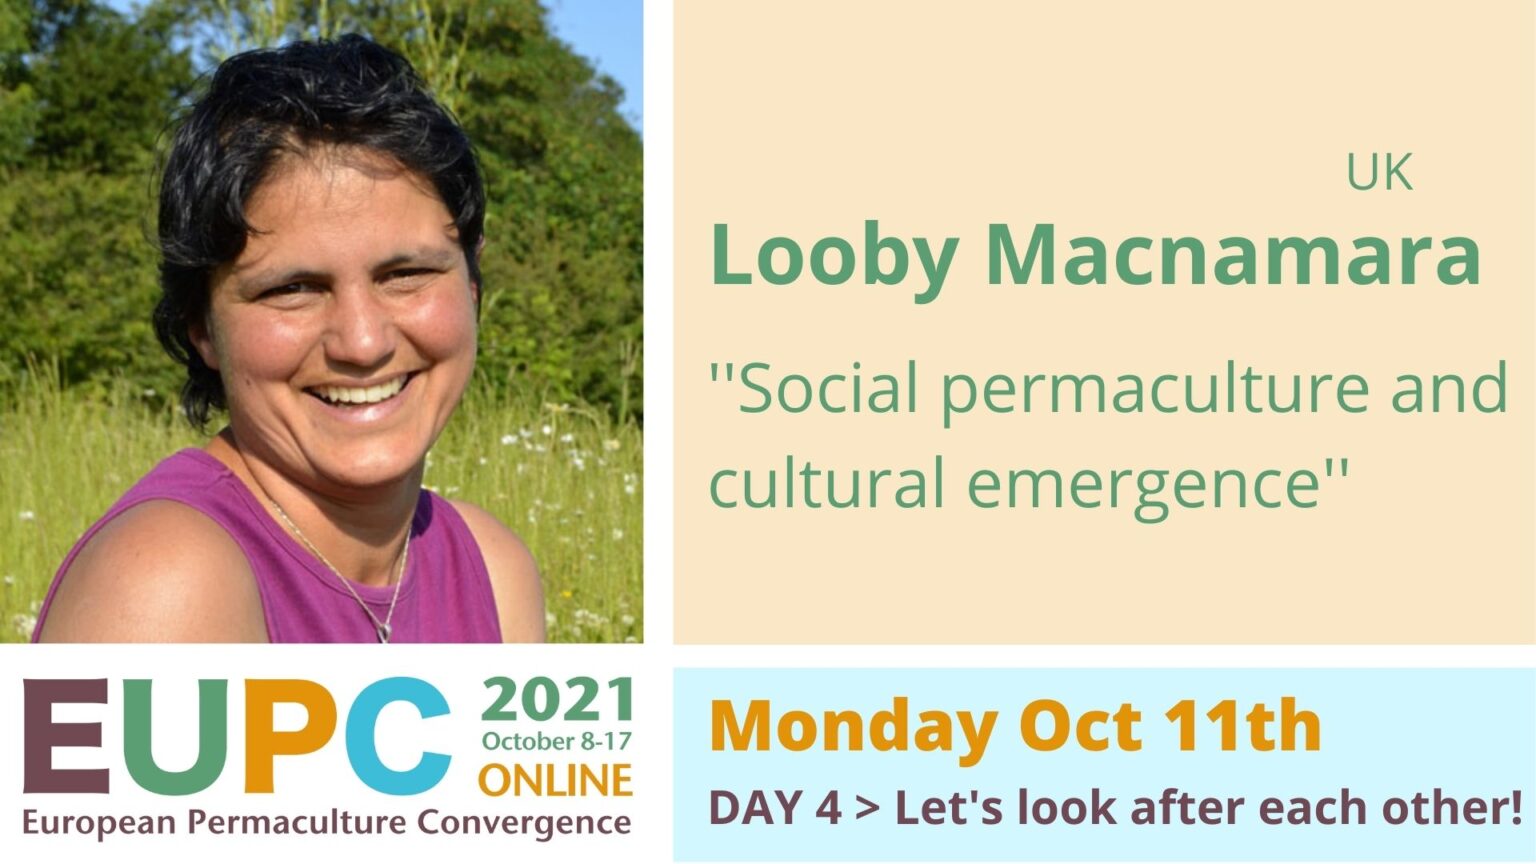 UK
Looby Macnamara
''Social permaculture and
cultural emergence''
EUPC
2021
October 8-17
ONLINE
European Permaculture Convergence
Monday Oct 11th
DAY 4 > Let's look after each other!